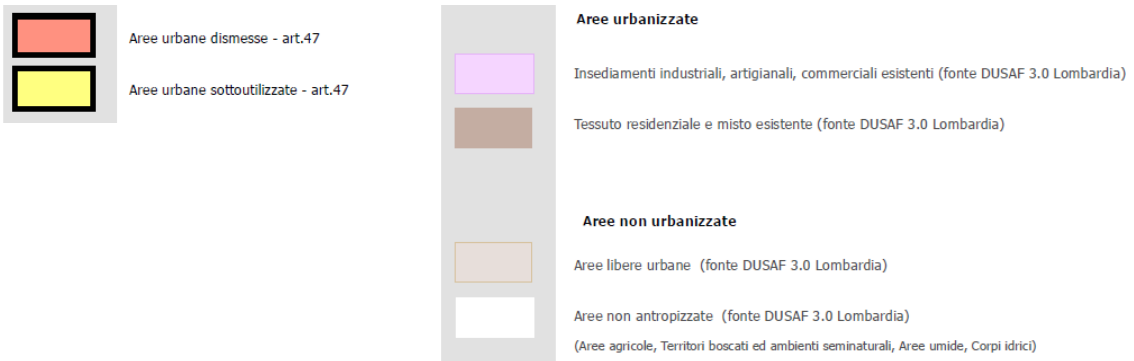 Aree urbane dismesse - art.47
Aree urbane sottoutilizzate - art.47
Aree urbanizzate
Insediamenti industriali, artigianali, commerciali esistenti (fonte DUSAF 3.0 Lombardia)
Tessuto residenziale e misto esistente (fonte DUSAF 3.0 Lombardia)
Aree non urbanizzate
Aree libere urbane (fonte DUSAF 3.0 Lombardia)
Aree non antropizzate (fonte DUSAF 3.0 Lombardia)
(Aree agricole, Territori boscati ed ambienti seminaturali, Aree umide, Corpi idrici)